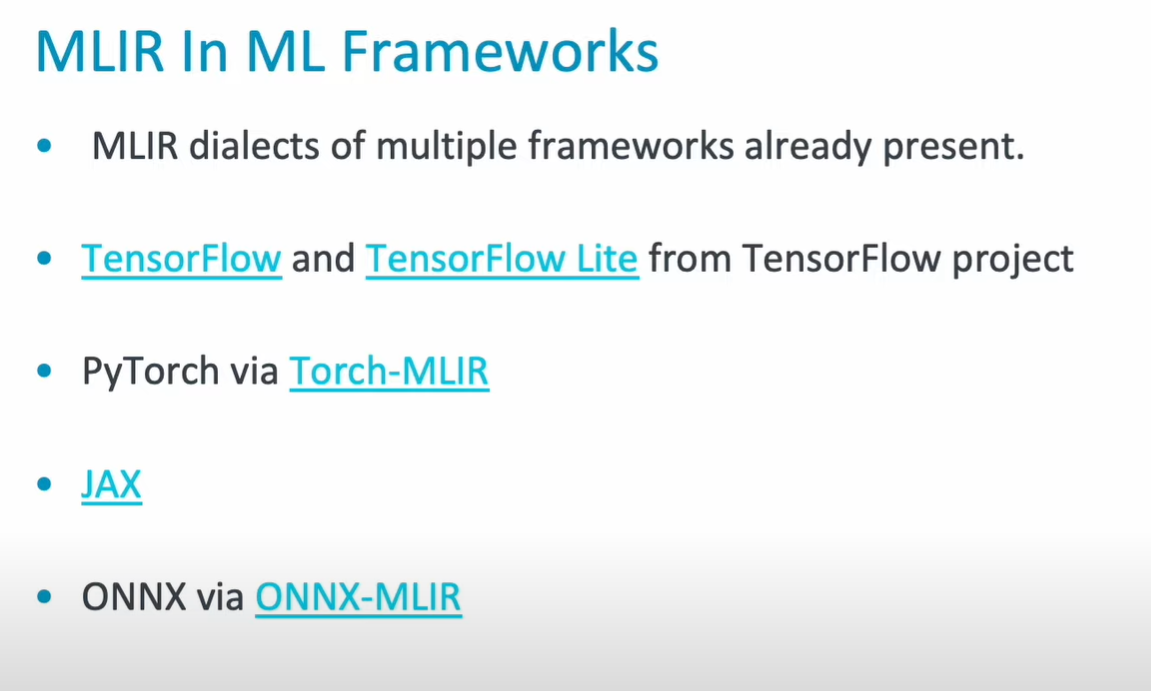 MLIR In ML Frameworks
• MLIR dialects of multiple frameworks already present.
• TensorFlow and TensorFlow Lite from TensorFlow project
• PyTorch via Torch-MLIR
• JAX
• ONNX via ONNX-MLIR